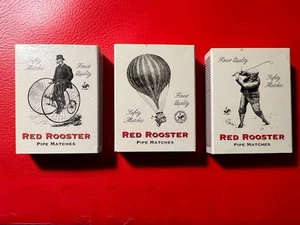 Safety
Matches
Finest
Quality
RED ROOSTER
PIPE MATCHES
Safety
Matches
Finest
Quality
RED ROOSTER
PIPE MATCHES
Finest
Quality
Safety
Matches
RED ROOSTER
PIPE MATCHES